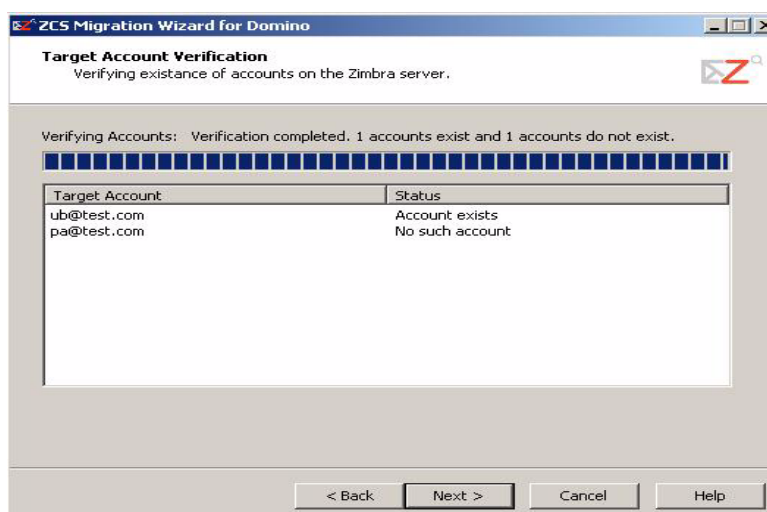 ZCS Migration Wizard for Domino
Target Account Verification
Verifying existance of accounts on the Zimbra server.
Verifying Accounts: Verification completed. 1 accounts exist and 1 accounts do not exist.
Target Account Status
ub@test.com Account exists
pa@test.com No such account
< Back Next > Cancel Help